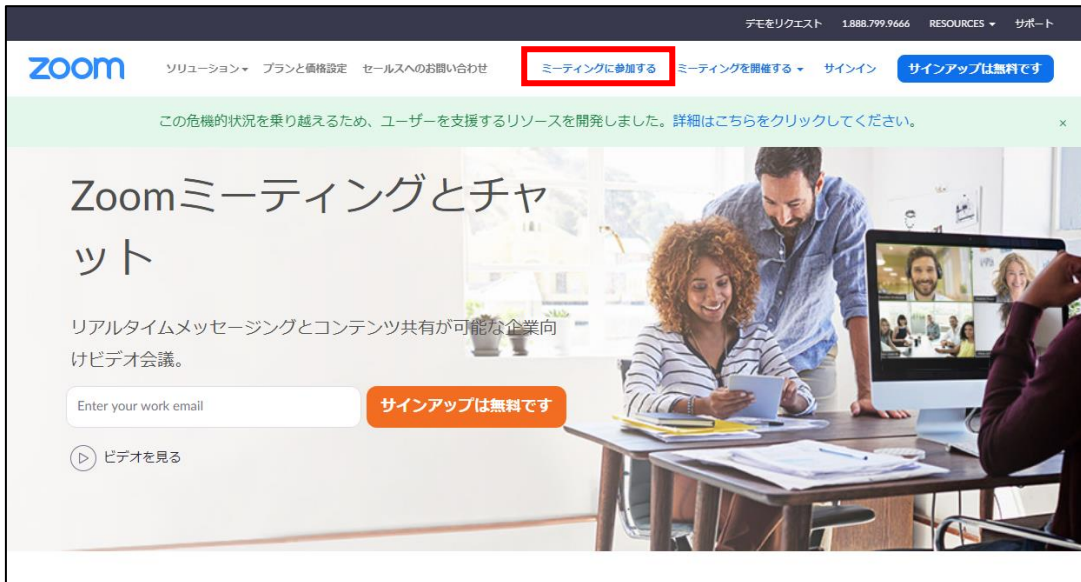 デモをリクエスト 1.888.799.9666 RESOURCES サポート
zoom ソリューション プランと価格設定 セールスへのお問い合わせ ミーティングに参加する ミーティングを開催する サインイン サインアップは無料です
この危機的状況を乗り越えるため、ユーザーを支援するリソースを開発しました。詳細はこちらをクリックしてください。 ×
Zoomミーティングとチャ
ット
リアルタイムメッセージングとコンテンツ共有が可能な企業向
けビデオ会議。
Enter your work email サインアップは無料です
ビデオを見る